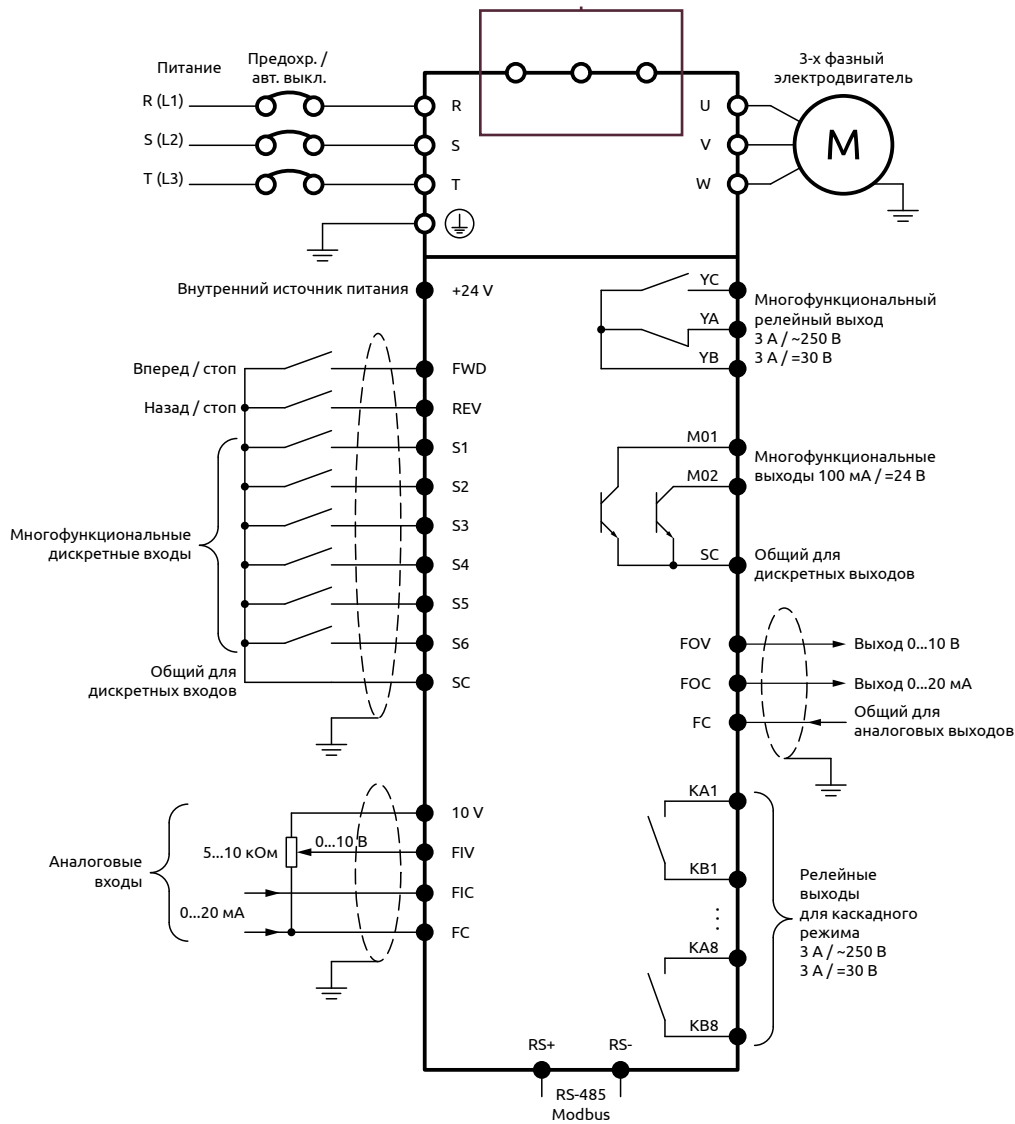 Питание
Предохр. /
авт. выкл.
3-х фазный
электродвигатель
R (L1)
R
U
S (L2)
S
V
M
T (L3)
T
W
Внутренний источник питания
+24 V
YC
YA
YB
Многофункциональный
релейный выход
3 А / ~250 В
3 А / =30 В
Вперед / стоп
FWD
Назад / стоп
REV
S1
S2
S3
S4
S5
S6
Многофункциональные
дискретные входы
Общий для
дискретных входов
SC
M01
M02
Многофункциональные
выходы 100 мА / =24 В
SC
Общий для
дискретных выходов
FOV
Выход 0...10 В
FOC
Выход 0...20 мА
FC
Общий для
аналоговых выходов
Аналоговые
входы
10 V
5...10 кОм
0...10 В
FIV
FIC
0...20 мА
FC
KA1
KB1
KA8
KB8
Релейные
выходы
для каскадного
режима
3 А / ~250 В
3 А / =30 В
RS+
RS-
RS-485
Modbus